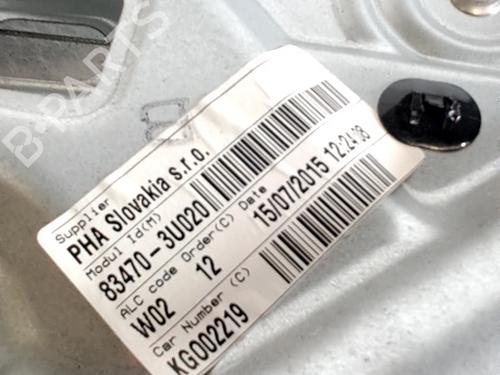 Supplier
PHA Slovakia s.r.o.
Modul Id(M)
83470-3U020
ALC code Order(C) Date
W02 12 15/07/2015 12:24:28
Car Number (C)
KG002219
B-PARTS